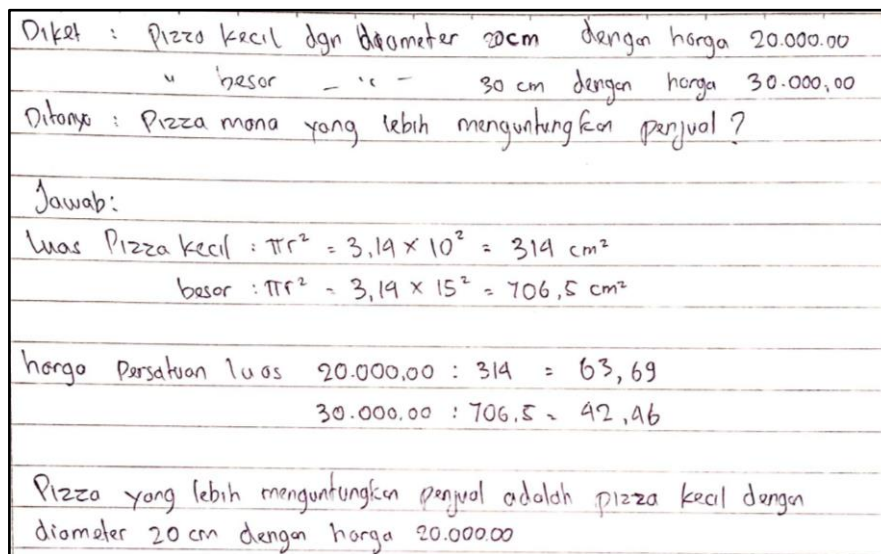 Diket : Pizza kecil dgn diameter 20cm dengan harga 20.000.00
" besar - " - 30 cm dengan harga 30.000,00
Ditanya : Pizza mana yang lebih menguntungkan penjual ?
Jawab:
Luas Pizza kecil : πr² = 3,14 × 10² = 314 cm²
besar : πr² = 3,14 × 15² = 706,5 cm²
harga Persatuan luas 20.000,00 : 314 = 63,69
30.000.00 : 706,5 = 42,46
Pizza yang lebih menguntungkan penjual adalah pizza kecil dengan
diameter 20 cm dengan harga 20.000.00